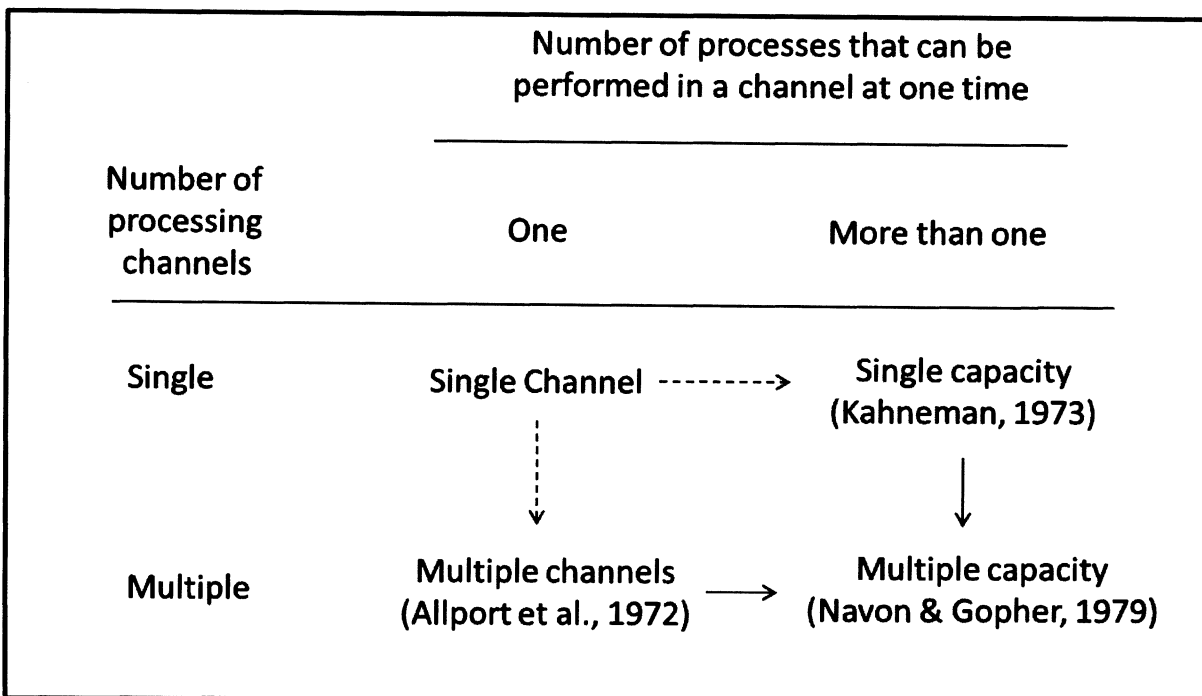 Number of processes that can be
performed in a channel at one time
Number of
processing
channels
One
More than one
Single
Single Channel
Single capacity
(Kahneman, 1973)
Multiple
Multiple channels
(Allport et al., 1972)
Multiple capacity
(Navon & Gopher, 1979)